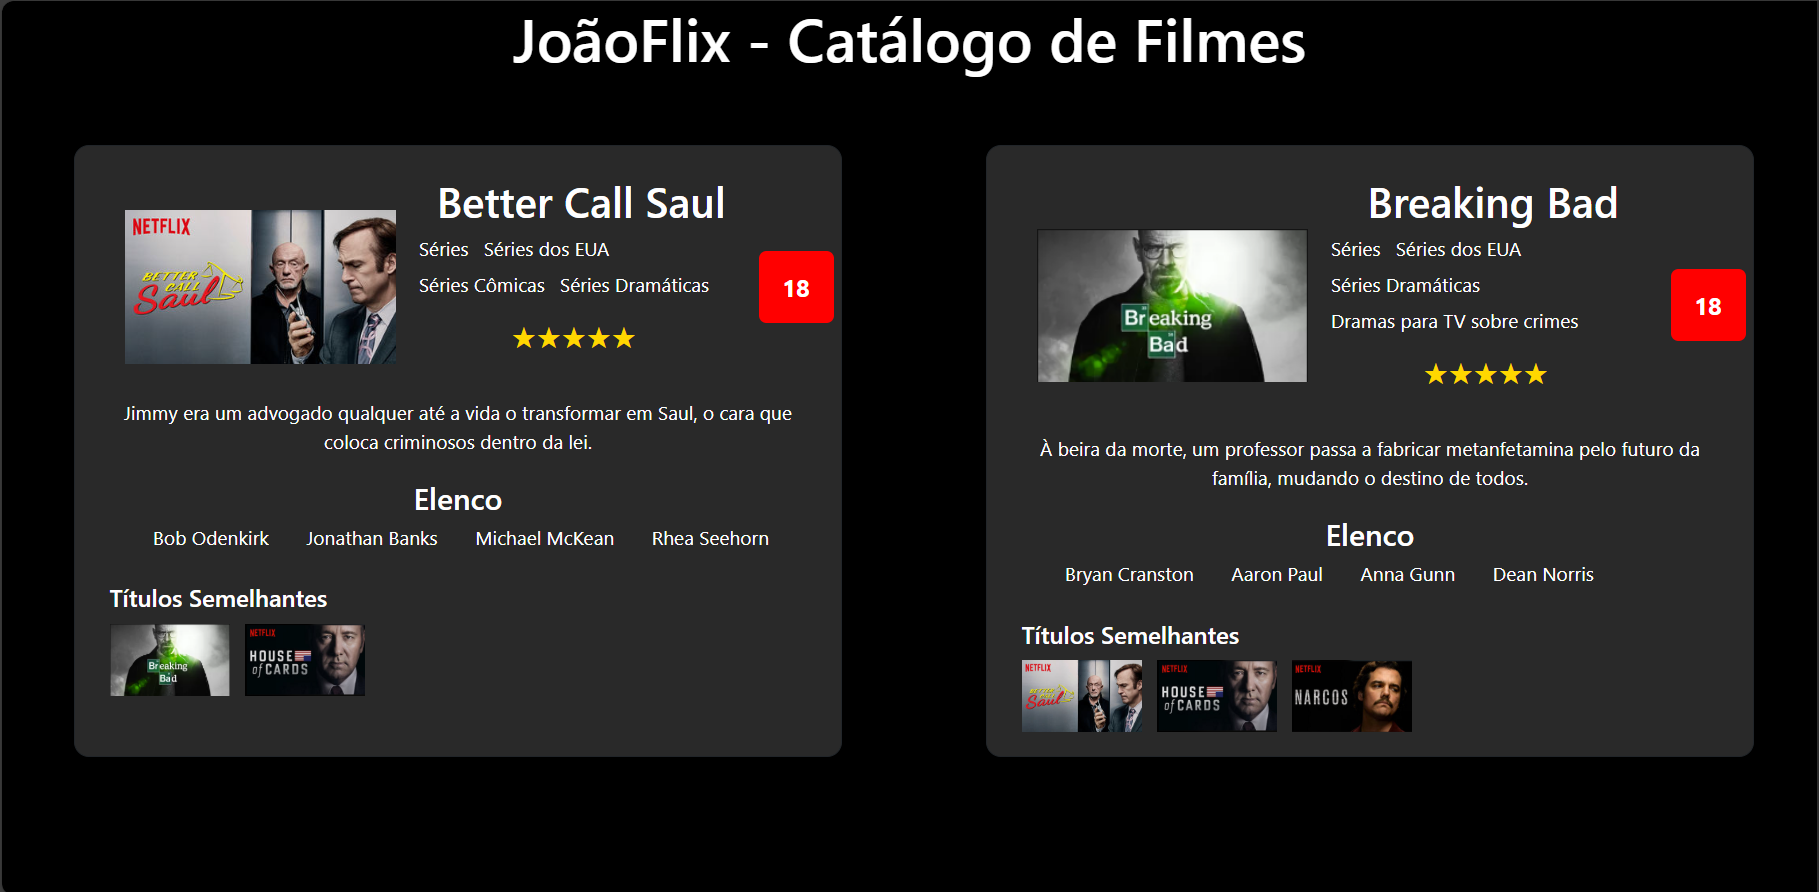 JoãoFlix - Catálogo de Filmes
NETFLIX
BETTER
CALL
Saul
Better Call Saul
Séries Séries dos EUA
Séries Cômicas Séries Dramáticas
18
★★★★★
Jimmy era um advogado qualquer até a vida o transformar em Saul, o cara que
coloca criminosos dentro da lei.
Elenco
Bob Odenkirk Jonathan Banks Michael McKean Rhea Seehorn
Títulos Semelhantes
Breaking
Bad
NETFLIX
HOUSE
of CARDS
Breaking
Bad
Breaking Bad
Séries Séries dos EUA
Séries Dramáticas
Dramas para TV sobre crimes
18
★★★★★
À beira da morte, um professor passa a fabricar metanfetamina pelo futuro da
família, mudando o destino de todos.
Elenco
Bryan Cranston Aaron Paul Anna Gunn Dean Norris
Títulos Semelhantes
NETFLIX
BETTER
CALL
Saul
NETFLIX
HOUSE
of CARDS
NETFLIX
NARCOS